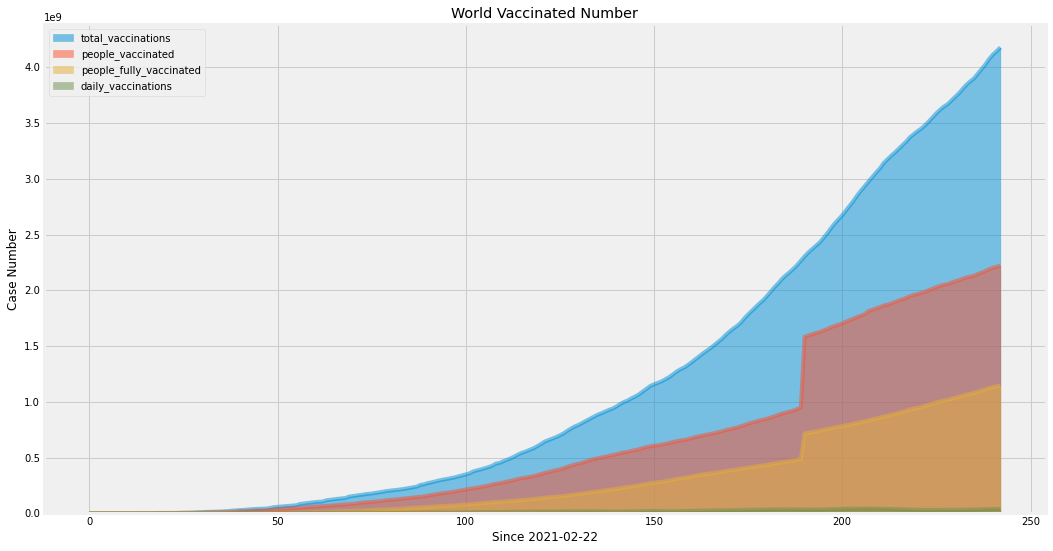 World Vaccinated Number
1e9
total_vaccinations
people_vaccinated
people_fully_vaccinated
daily_vaccinations
4.0
3.5
3.0
2.5
2.0
1.5
1.0
0.5
0.0
Case Number
0 50 100 150 200 250
Since 2021-02-22